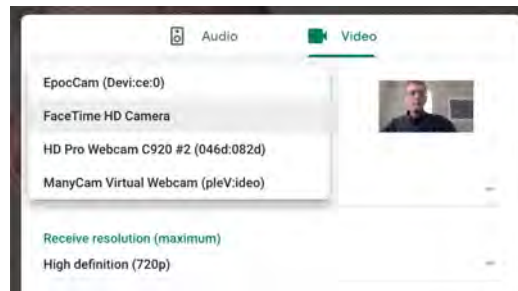 Audio
Video
EpocCam (Devi:ce:0)
FaceTime HD Camera
HD Pro Webcam C920 #2 (046d:082d)
ManyCam Virtual Webcam (pleV:ideo)
Receive resolution (maximum)
High definition (720p)